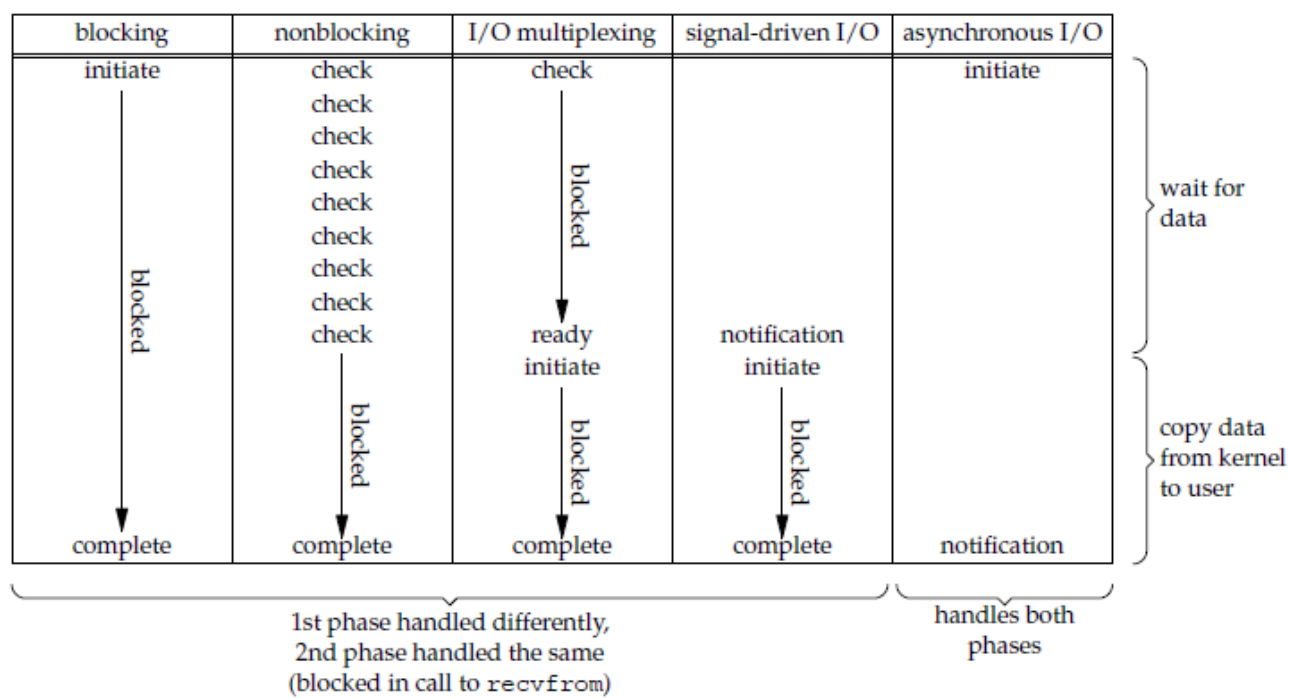 blocking nonblocking I/O multiplexing signal-driven I/O asynchronous I/O
initiate check check initiate
check
check
check
check
check
check
check
check ready notification
initiate initiate
blocked
blocked
blocked
blocked
blocked
complete complete complete complete notification
wait for
data
copy data
from kernel
to user
1st phase handled differently,
2nd phase handled the same
(blocked in call to recvfrom)
handles both
phases